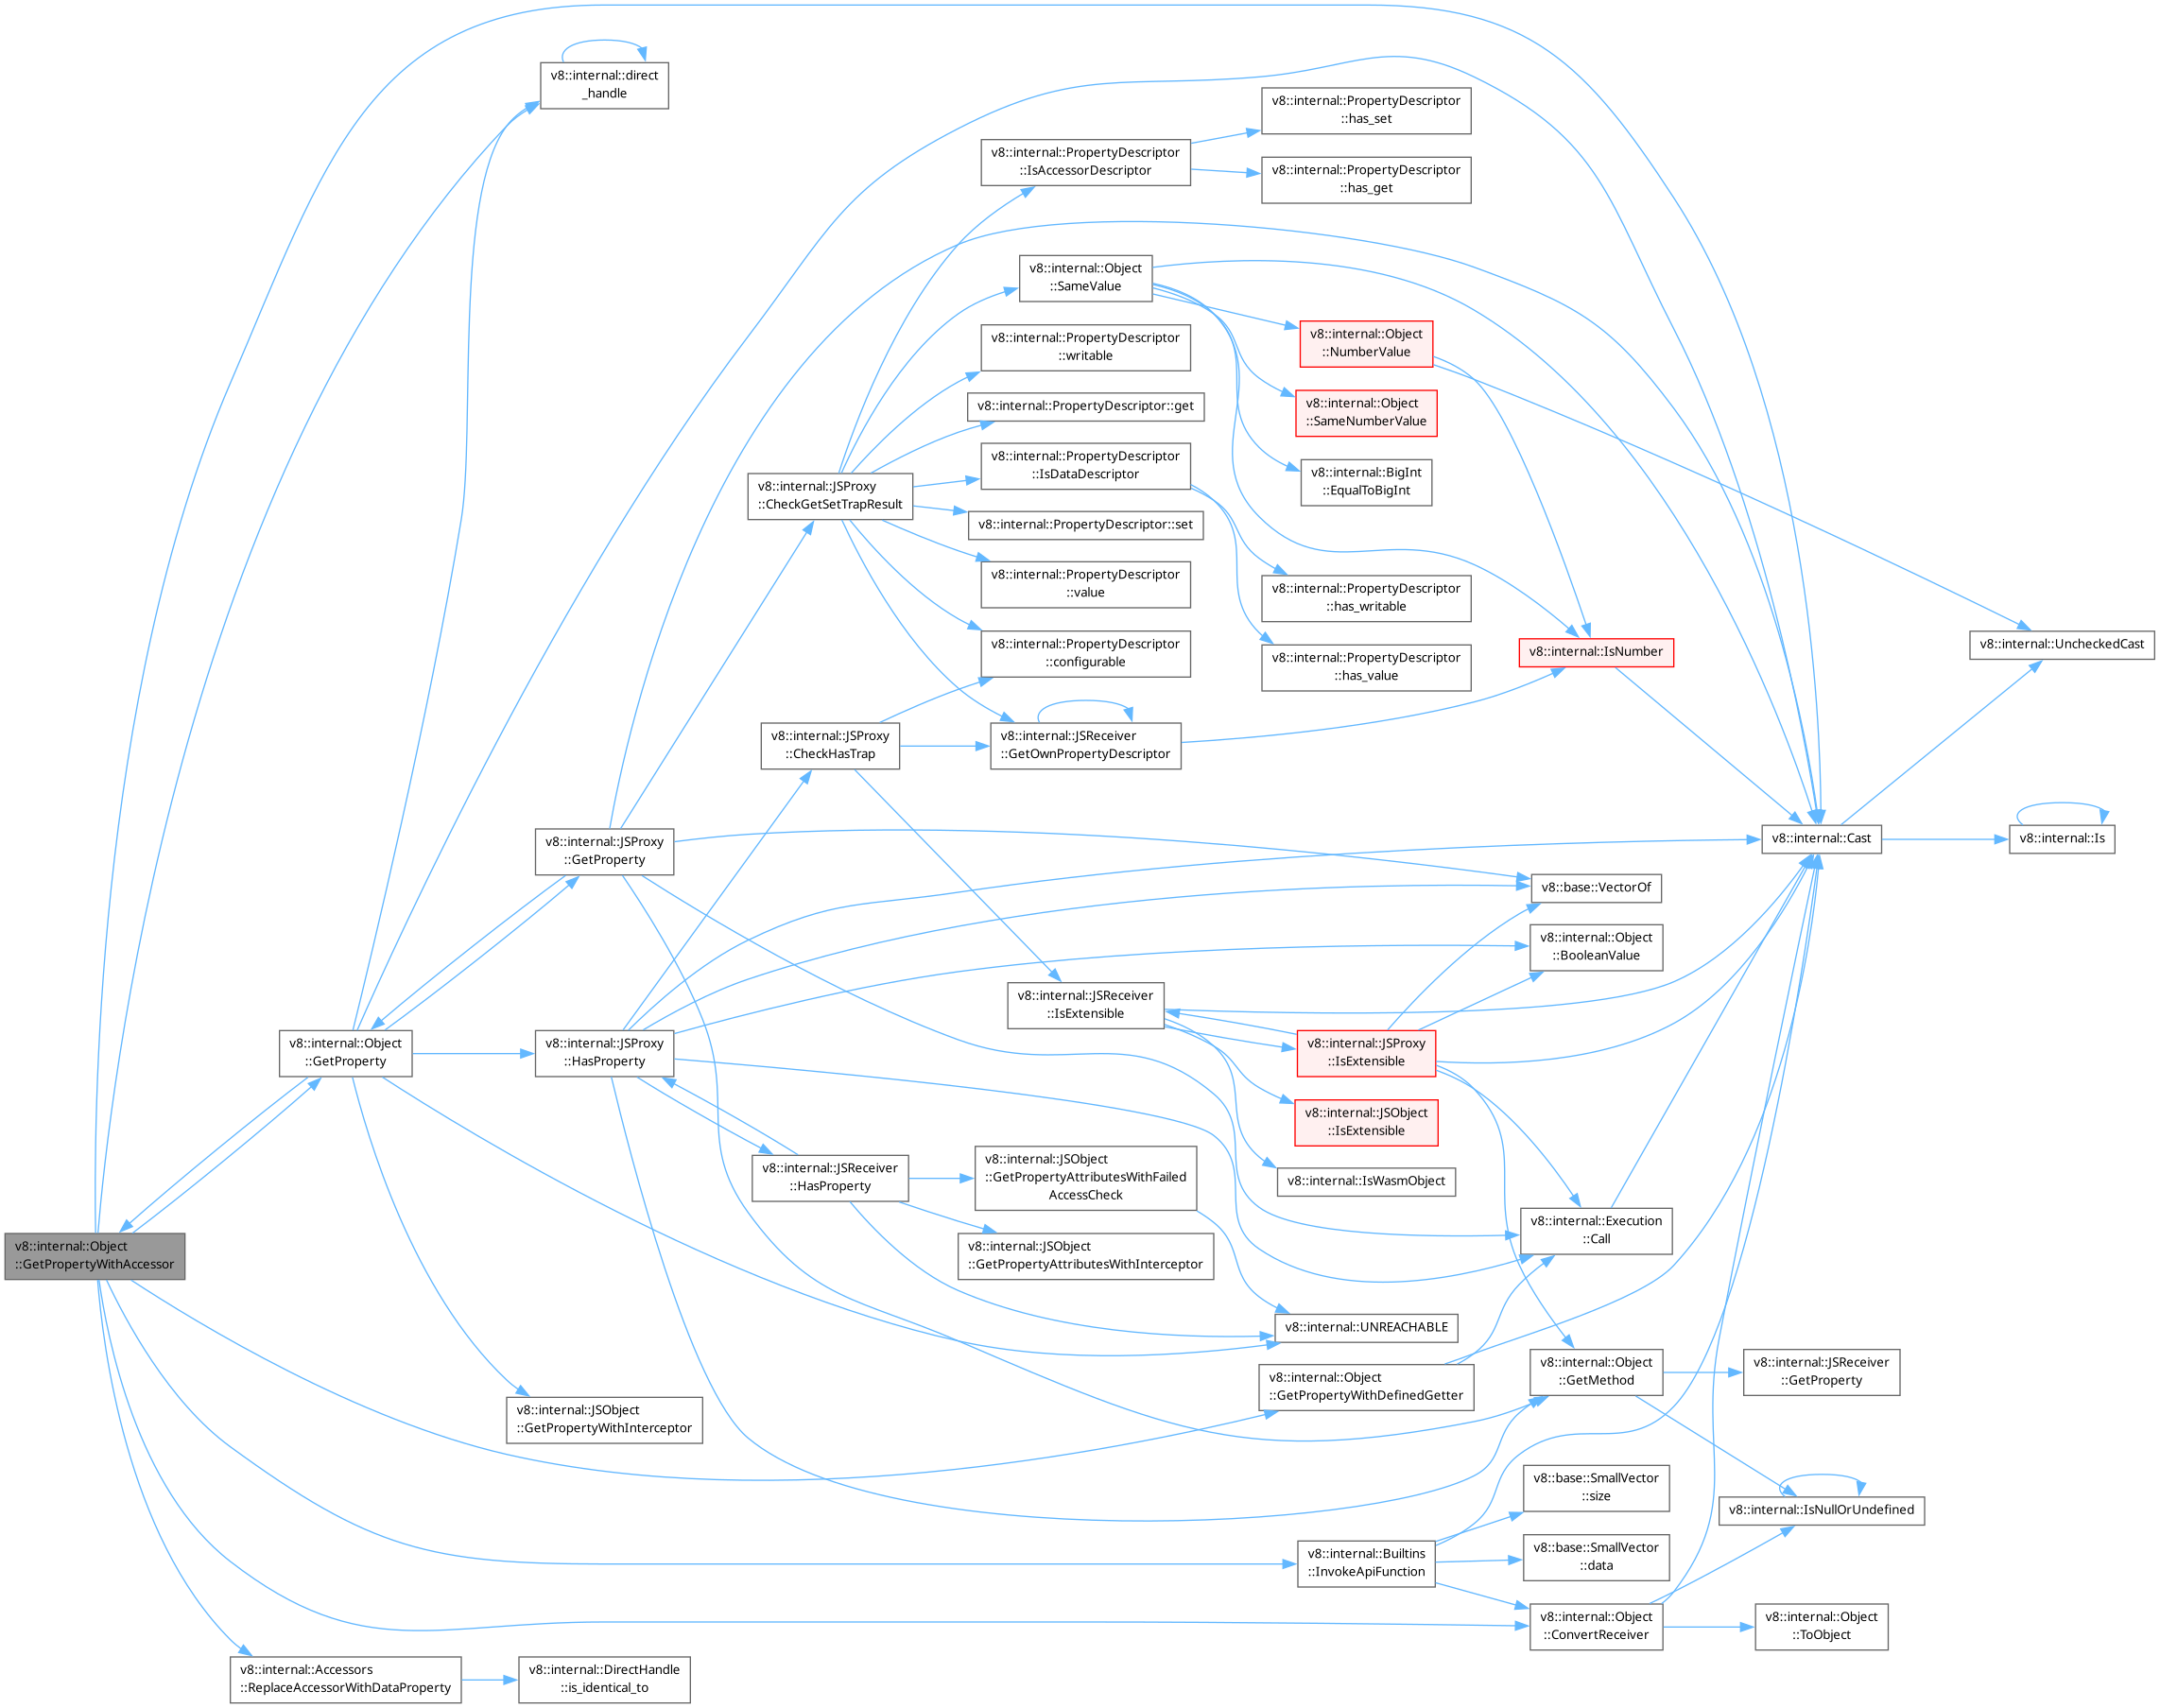 v8::internal::direct
_handle
v8::internal::PropertyDescriptor
::has_set
v8::internal::PropertyDescriptor
::IsAccessorDescriptor
v8::internal::PropertyDescriptor
::has_get
v8::internal::Object
::SameValue
v8::internal::PropertyDescriptor
::writable
v8::internal::Object
::NumberValue
v8::internal::PropertyDescriptor::get
v8::internal::Object
::SameNumberValue
v8::internal::PropertyDescriptor
::IsDataDescriptor
v8::internal::BigInt
::EqualToBigInt
v8::internal::JSProxy
::CheckGetSetTrapResult
v8::internal::PropertyDescriptor::set
v8::internal::PropertyDescriptor
::value
v8::internal::PropertyDescriptor
::has_writable
v8::internal::PropertyDescriptor
::configurable
v8::internal::PropertyDescriptor
::has_value
v8::internal::IsNumber
v8::internal::UncheckedCast
v8::internal::JSProxy
::CheckHasTrap
v8::internal::JSReceiver
::GetOwnPropertyDescriptor
v8::internal::JSProxy
::GetProperty
v8::internal::Cast
v8::internal::Is
v8::base::VectorOf
v8::internal::Object
::BooleanValue
v8::internal::JSReceiver
::IsExtensible
v8::internal::Object
::GetProperty
v8::internal::JSProxy
::HasProperty
v8::internal::JSProxy
::IsExtensible
v8::internal::JSObject
::IsExtensible
v8::internal::JSReceiver
::HasProperty
v8::internal::JSObject
::GetPropertyAttributesWithFailed
AccessCheck
v8::internal::IsWasmObject
v8::internal::Object
::GetPropertyWithAccessor
v8::internal::JSObject
::GetPropertyAttributesWithInterceptor
v8::internal::Execution
::Call
v8::internal::UNREACHABLE
v8::internal::Object
::GetPropertyWithDefinedGetter
v8::internal::Object
::GetMethod
v8::internal::JSReceiver
::GetProperty
v8::internal::JSObject
::GetPropertyWithInterceptor
v8::base::SmallVector
::size
v8::internal::IsNullOrUndefined
v8::internal::Builtins
::InvokeApiFunction
v8::base::SmallVector
::data
v8::internal::Object
::ConvertReceiver
v8::internal::Object
::ToObject
v8::internal::Accessors
::ReplaceAccessorWithDataProperty
v8::internal::DirectHandle
::is_identical_to